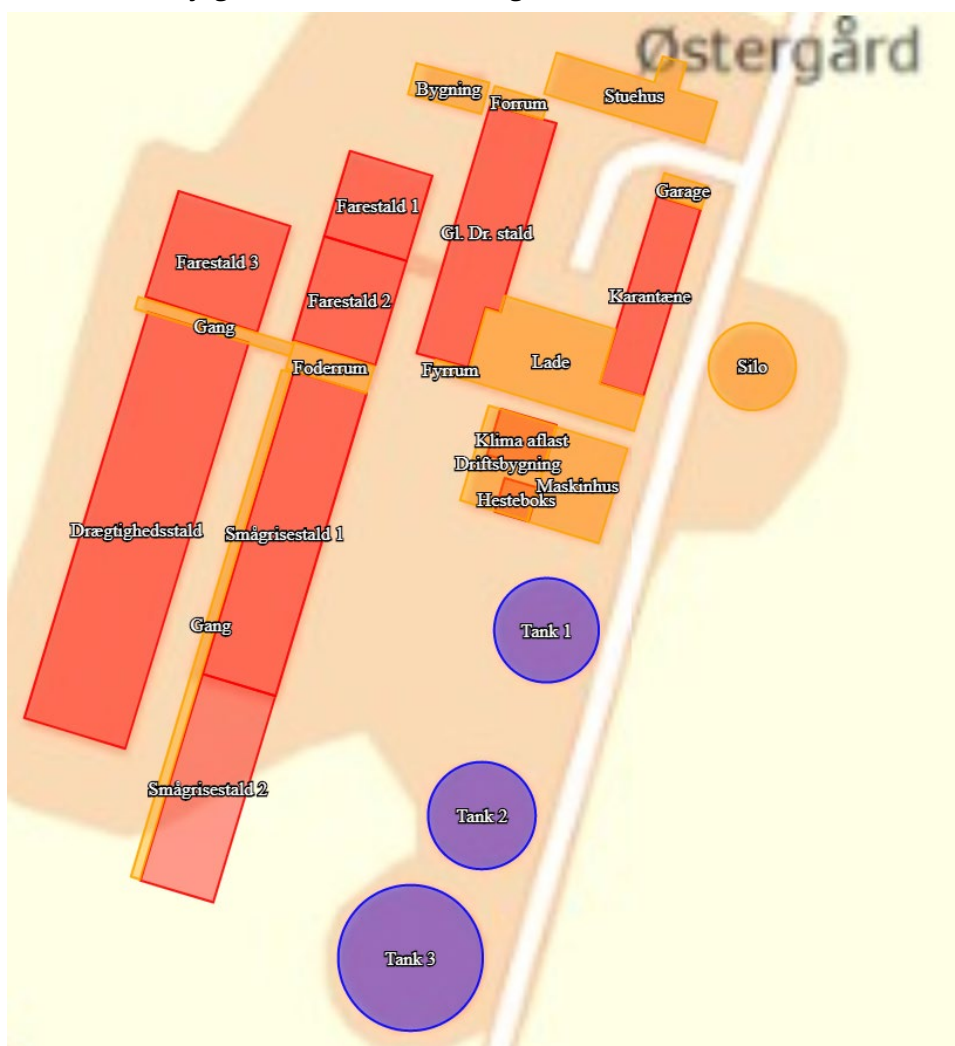 Østergård
Bygning
Forrum
Stuehus
Garage
Farestald 1
Gl. Dr. stald
Farestald 3
Karantæne
Farestald 2
Gang
Foderrum
Fyrrum
Lade
Silo
Klima aflast
Driftsbygning
Maskinhus
Hesteboks
Drægtighedsstald
Smågrisestald 1
Gang
Tank 1
Smågrisestald 2
Tank 2
Tank 3